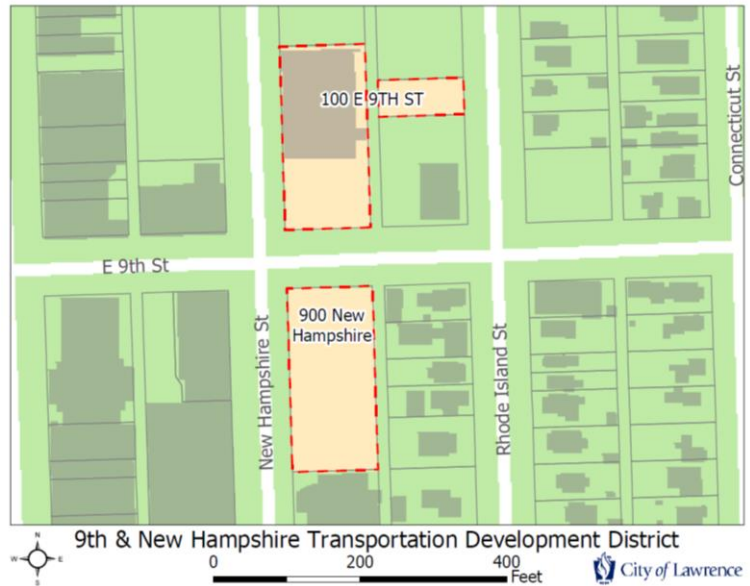 100 E 9TH ST
Connecticut St
E 9th St
900 New
Hampshire
New Hampshire St
Rhode Island St
9th & New Hampshire Transportation Development District
N
W
E
S
0
200
400
Feet
City of Lawrence